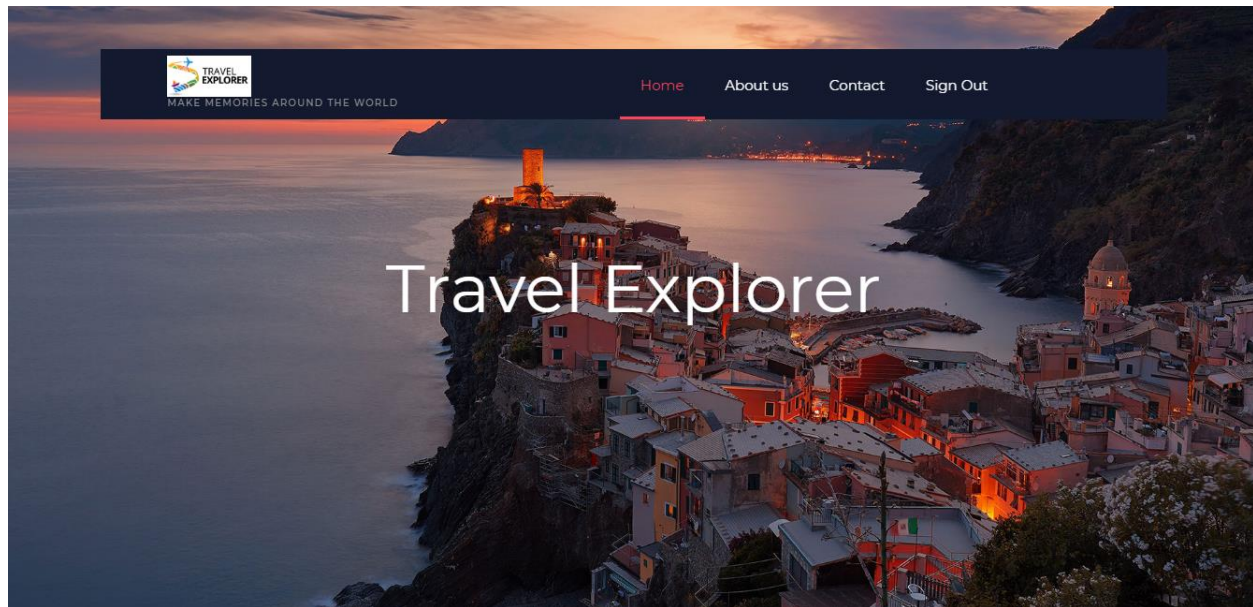 TRAVEL
EXPLORER
MAKE MEMORIES AROUND THE WORLD
Home About us Contact Sign Out
Travel Explorer